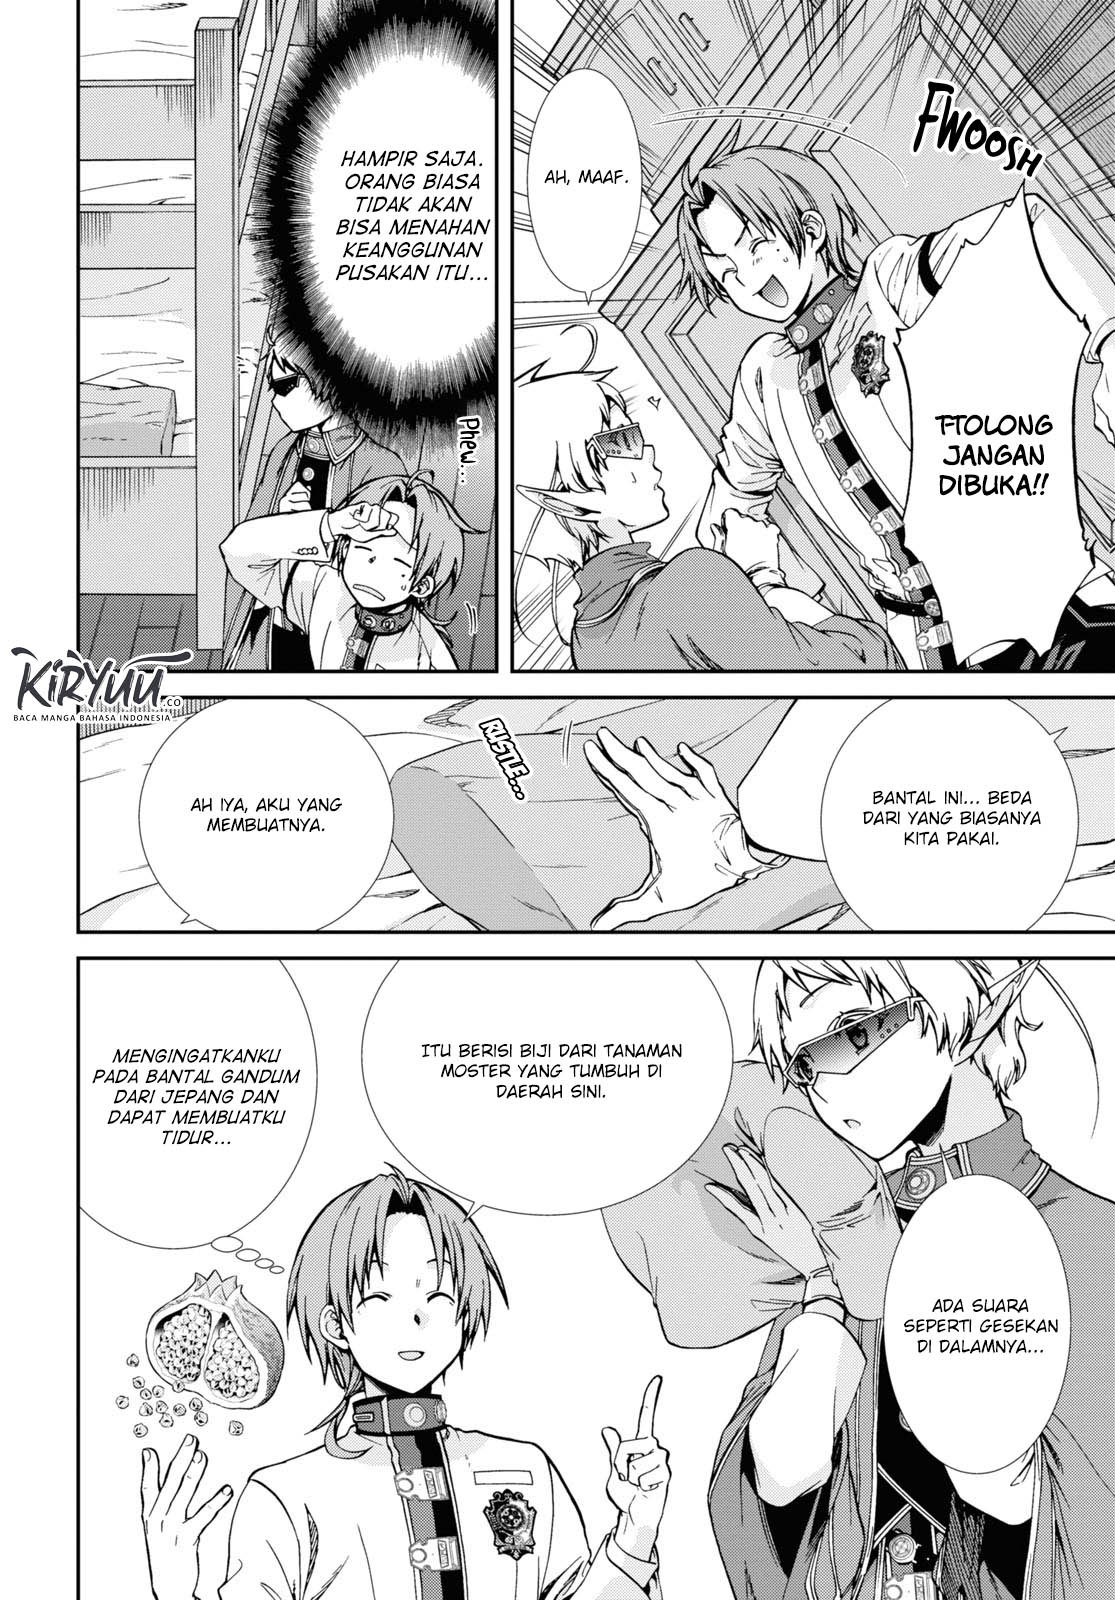 FWOOSH
T-TOLONG
JANGAN
DIBUKA!!
AH, MAAF.
HAMPIR SAJA.
ORANG BIASA
TIDAK AKAN
BISA MENAHAN
KEANGGUNAN
PUSAKAN ITU...
Phew...
KIRYUU.CO
BACA MANGA BAHASA INDONESIA
BANTAL INI... BEDA
DARI YANG BIASANYA
KITA PAKAI.
RUSTLE...
AH IYA, AKU YANG
MEMBUATNYA.
ADA SUARA
SEPERTI GESEKAN
DI DALAMNYA...
ITU BERISI BIJI DARI TANAMAN
MOSTER YANG TUMBUH DI
DAERAH SINI.
MENGINGATKANKU
PADA BANTAL GANDUM
DARI JEPANG DAN
DAPAT MEMBUATKU
TIDUR...